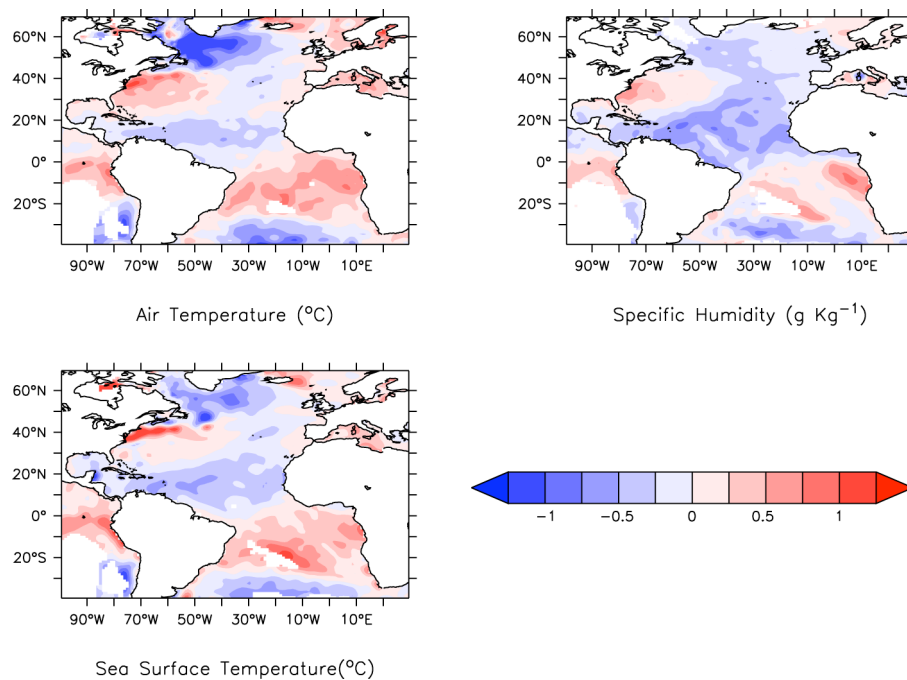 60°N
40°N
20°N
0°
20°S
90°W 70°W 50°W 30°W 10°W 10°E
Air Temperature (°C)
60°N
40°N
20°N
0°
20°S
90°W 70°W 50°W 30°W 10°W 10°E
Specific Humidity (g Kg⁻¹)
60°N
40°N
20°N
0°
20°S
90°W 70°W 50°W 30°W 10°W 10°E
Sea Surface Temperature(°C)
-1 -0.5 0 0.5 1